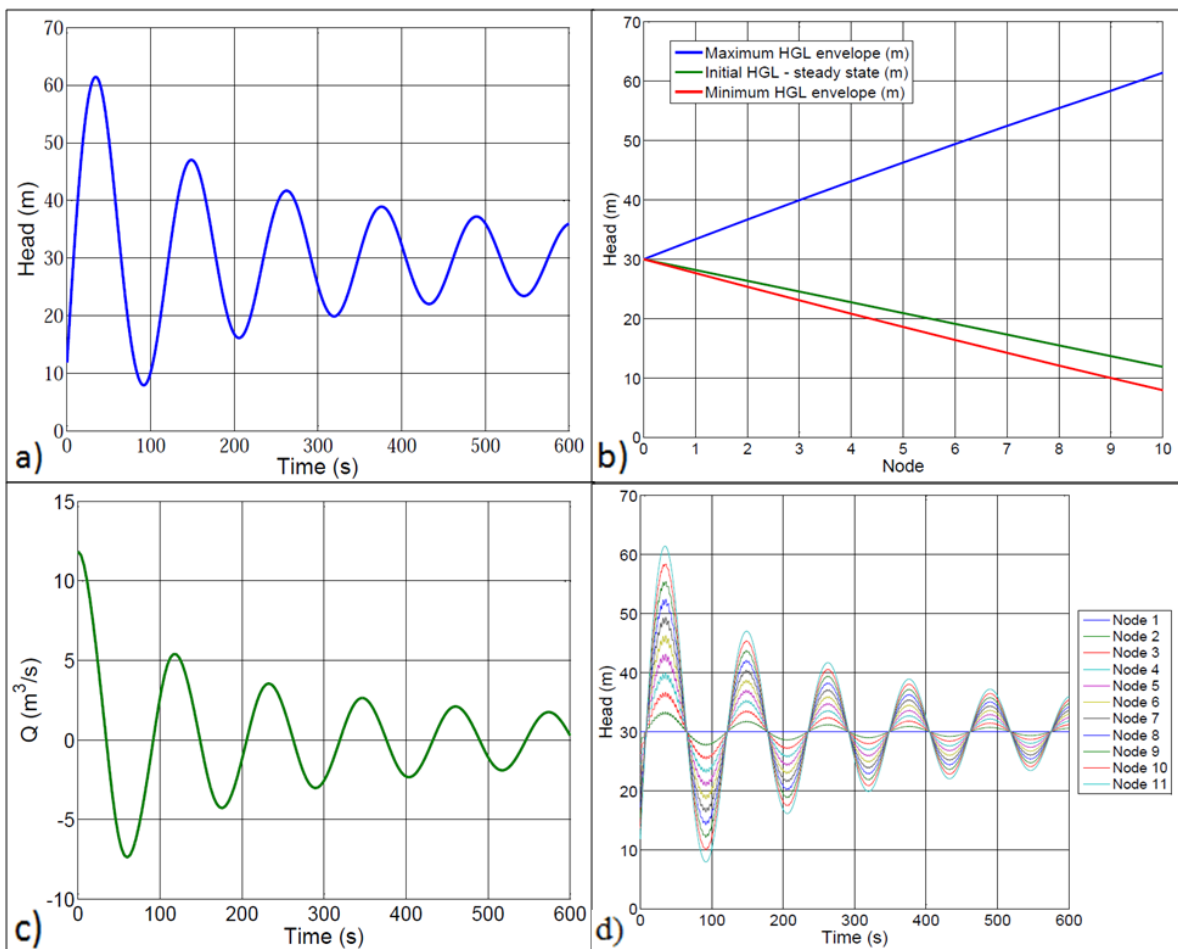 70
60
50
40
30
20
10
0
Head (m)
0 100 200 300 400 500 600
Time (s)
a)
70
60
50
40
30
20
10
0
Head (m)
Maximum HGL envelope (m)
Initial HGL - steady state (m)
Minimum HGL envelope (m)
0 1 2 3 4 5 6 7 8 9 10
Node
b)
15
10
5
0
-5
-10
Q (m³/s)
0 100 200 300 400 500 600
Time (s)
c)
70
60
50
40
30
20
10
0
Head (m)
0 100 200 300 400 500 600
Time (s)
d)
Node 1
Node 2
Node 3
Node 4
Node 5
Node 6
Node 7
Node 8
Node 9
Node 10
Node 11